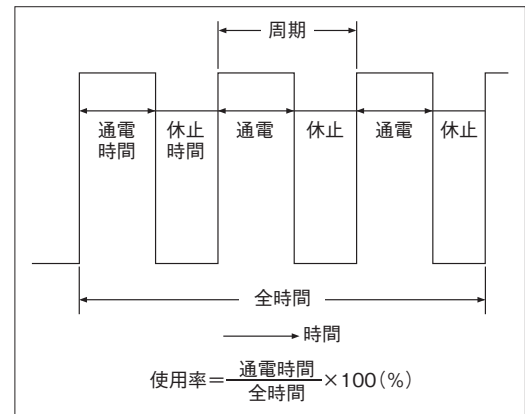 周期
通電
時間
休止
時間
通電
休止
通電
休止
全時間
時間
使用率＝通電時間/全時間×100(%)